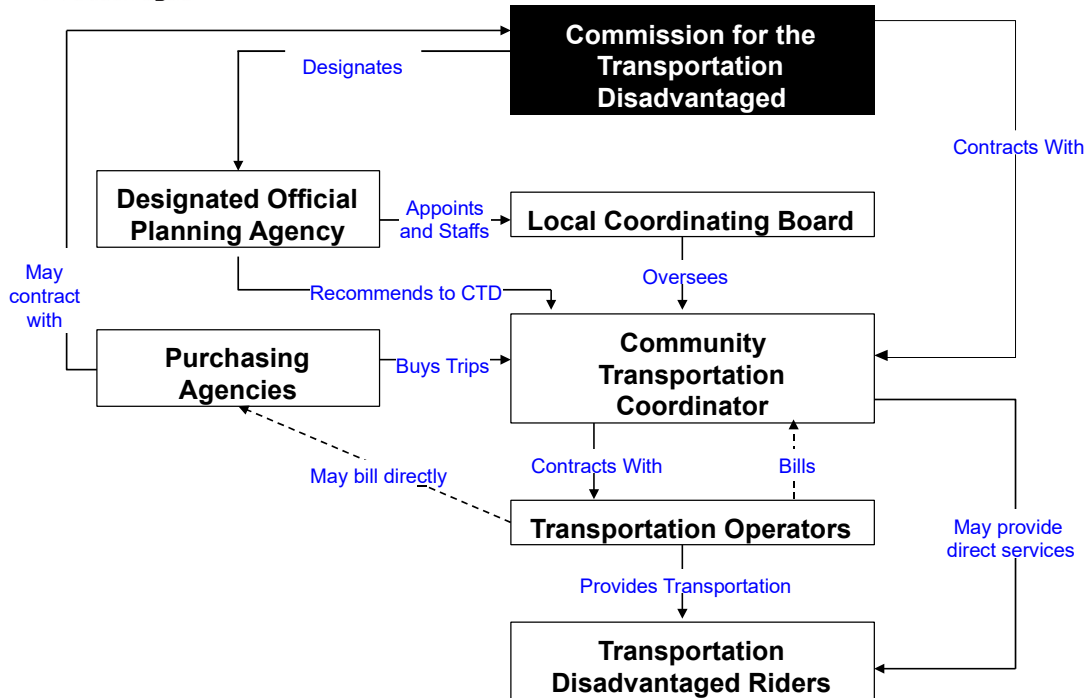 Commission for the
Transportation
Disadvantaged
Designates
Contracts With
Designated Official
Planning Agency
Appoints
and Staffs
Local Coordinating Board
May
contract
with
Recommends to CTD
Oversees
Purchasing
Agencies
Buys Trips
Community
Transportation
Coordinator
May bill directly
Contracts With
Bills
Transportation Operators
May provide
direct services
Provides Transportation
Transportation
Disadvantaged Riders